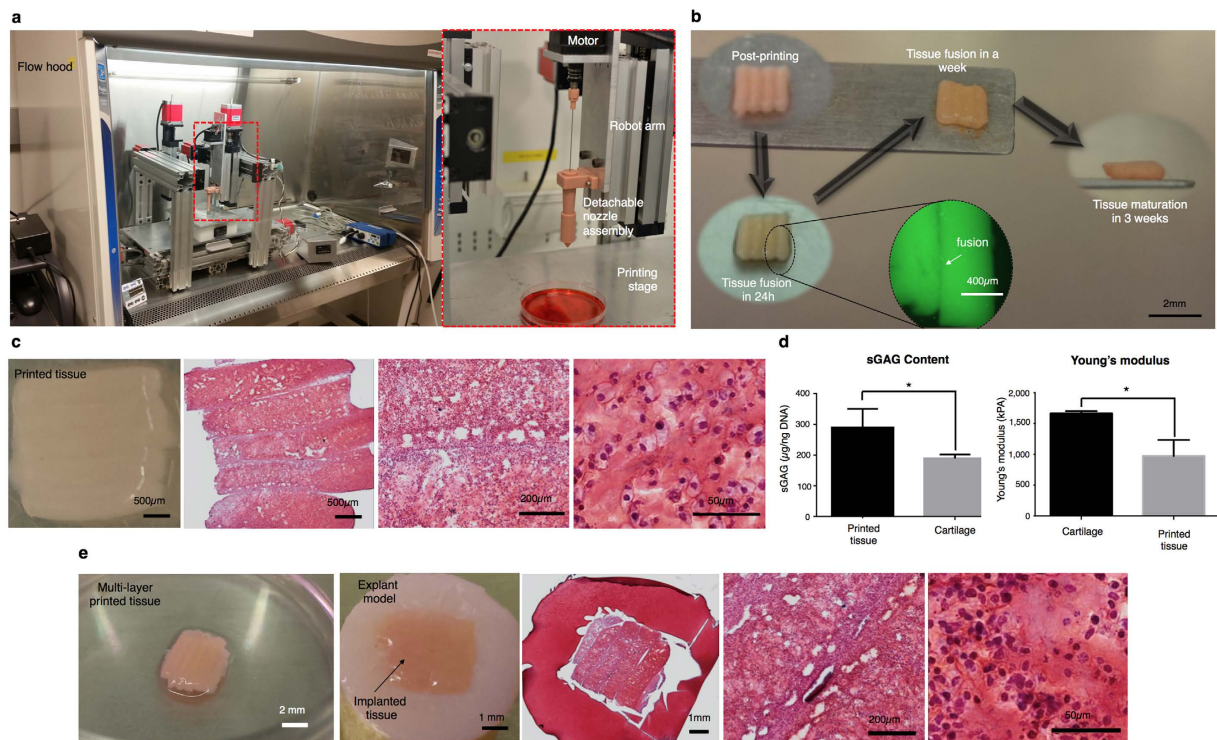 a
Flow hood
Motor
Robot arm
Detachable
nozzle
assembly
Printing
stage
b
Post-printing
Tissue fusion in a
week
Tissue maturation
in 3 weeks
Tissue fusion
in 24h
fusion
400µm
2mm
c
Printed tissue
500µm
500µm
200µm
50µm
d
sGAG Content
*
sGAG (µg/ng DNA)
400
300
200
100
0
Printed
tissue
Cartilage
Young's modulus
*
Young's modulus (kPA)
2,000
1,500
1,000
500
0
Cartilage
Printed
tissue
e
Multi-layer
printed tissue
2 mm
Explant
model
Implanted
tissue
1 mm
1mm
200µm
50µm